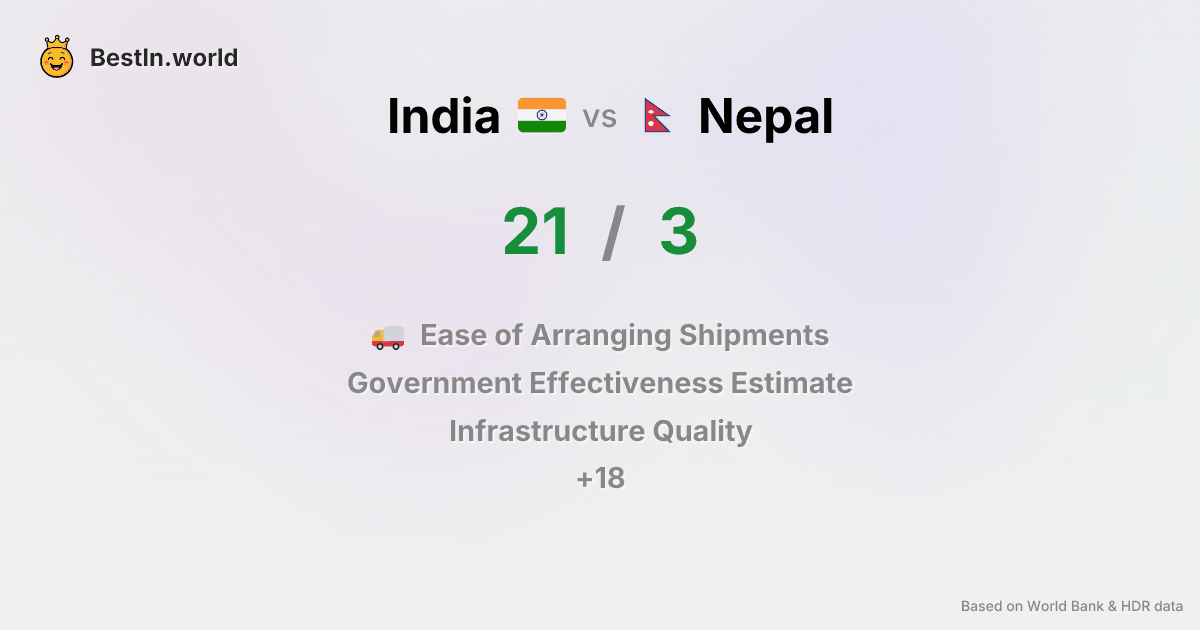 BestIn.world
India vs Nepal
21 / 3
Ease of Arranging Shipments
Government Effectiveness Estimate
Infrastructure Quality
+18
Based on World Bank & HDR data